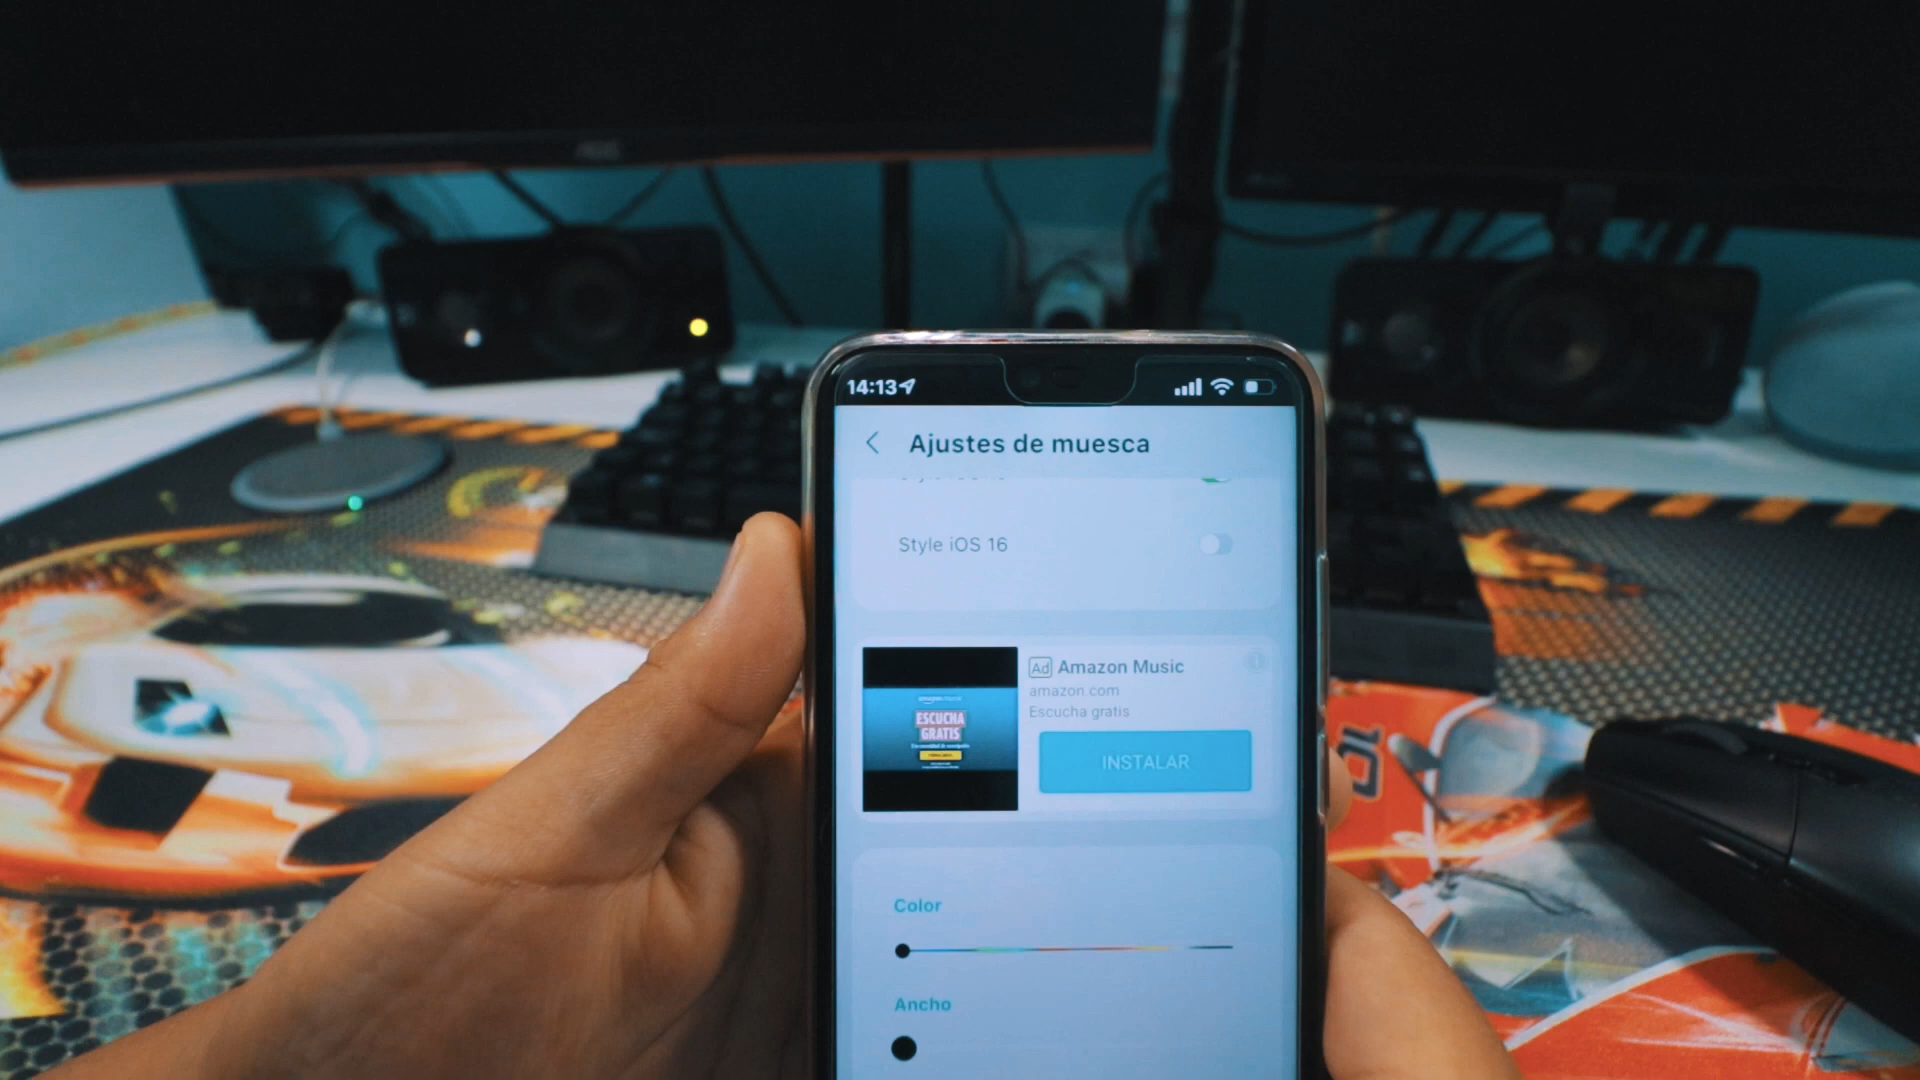 14:13
Ajustes de muesca
Style iOS 16
Ad Amazon Music
amazon.com
Escucha gratis
ESCUCHA
GRATIS
INSTALAR
Color
Ancho
10